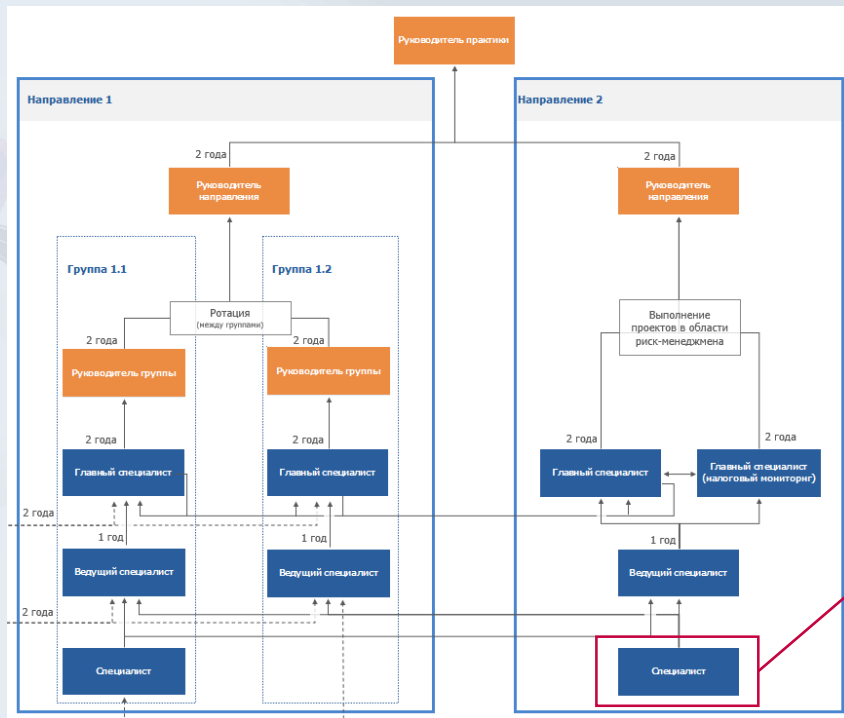 Руководитель практики
Направление 1
Направление 2
2 года
2 года
Руководитель
направления
Руководитель
направления
Группа 1.1
Группа 1.2
Ротация
(между группами)
Выполнение
проектов в области
риск-менеджмена
2 года
2 года
Руководитель группы
Руководитель группы
2 года
2 года
2 года
2 года
Главный специалист
Главный специалист
Главный специалист
Главный специалист
(налоговый мониторнг)
2 года
1 год
1 год
Ведущий специалист
Ведущий специалист
Ведущий специалист
2 года
Специалист
Специалист